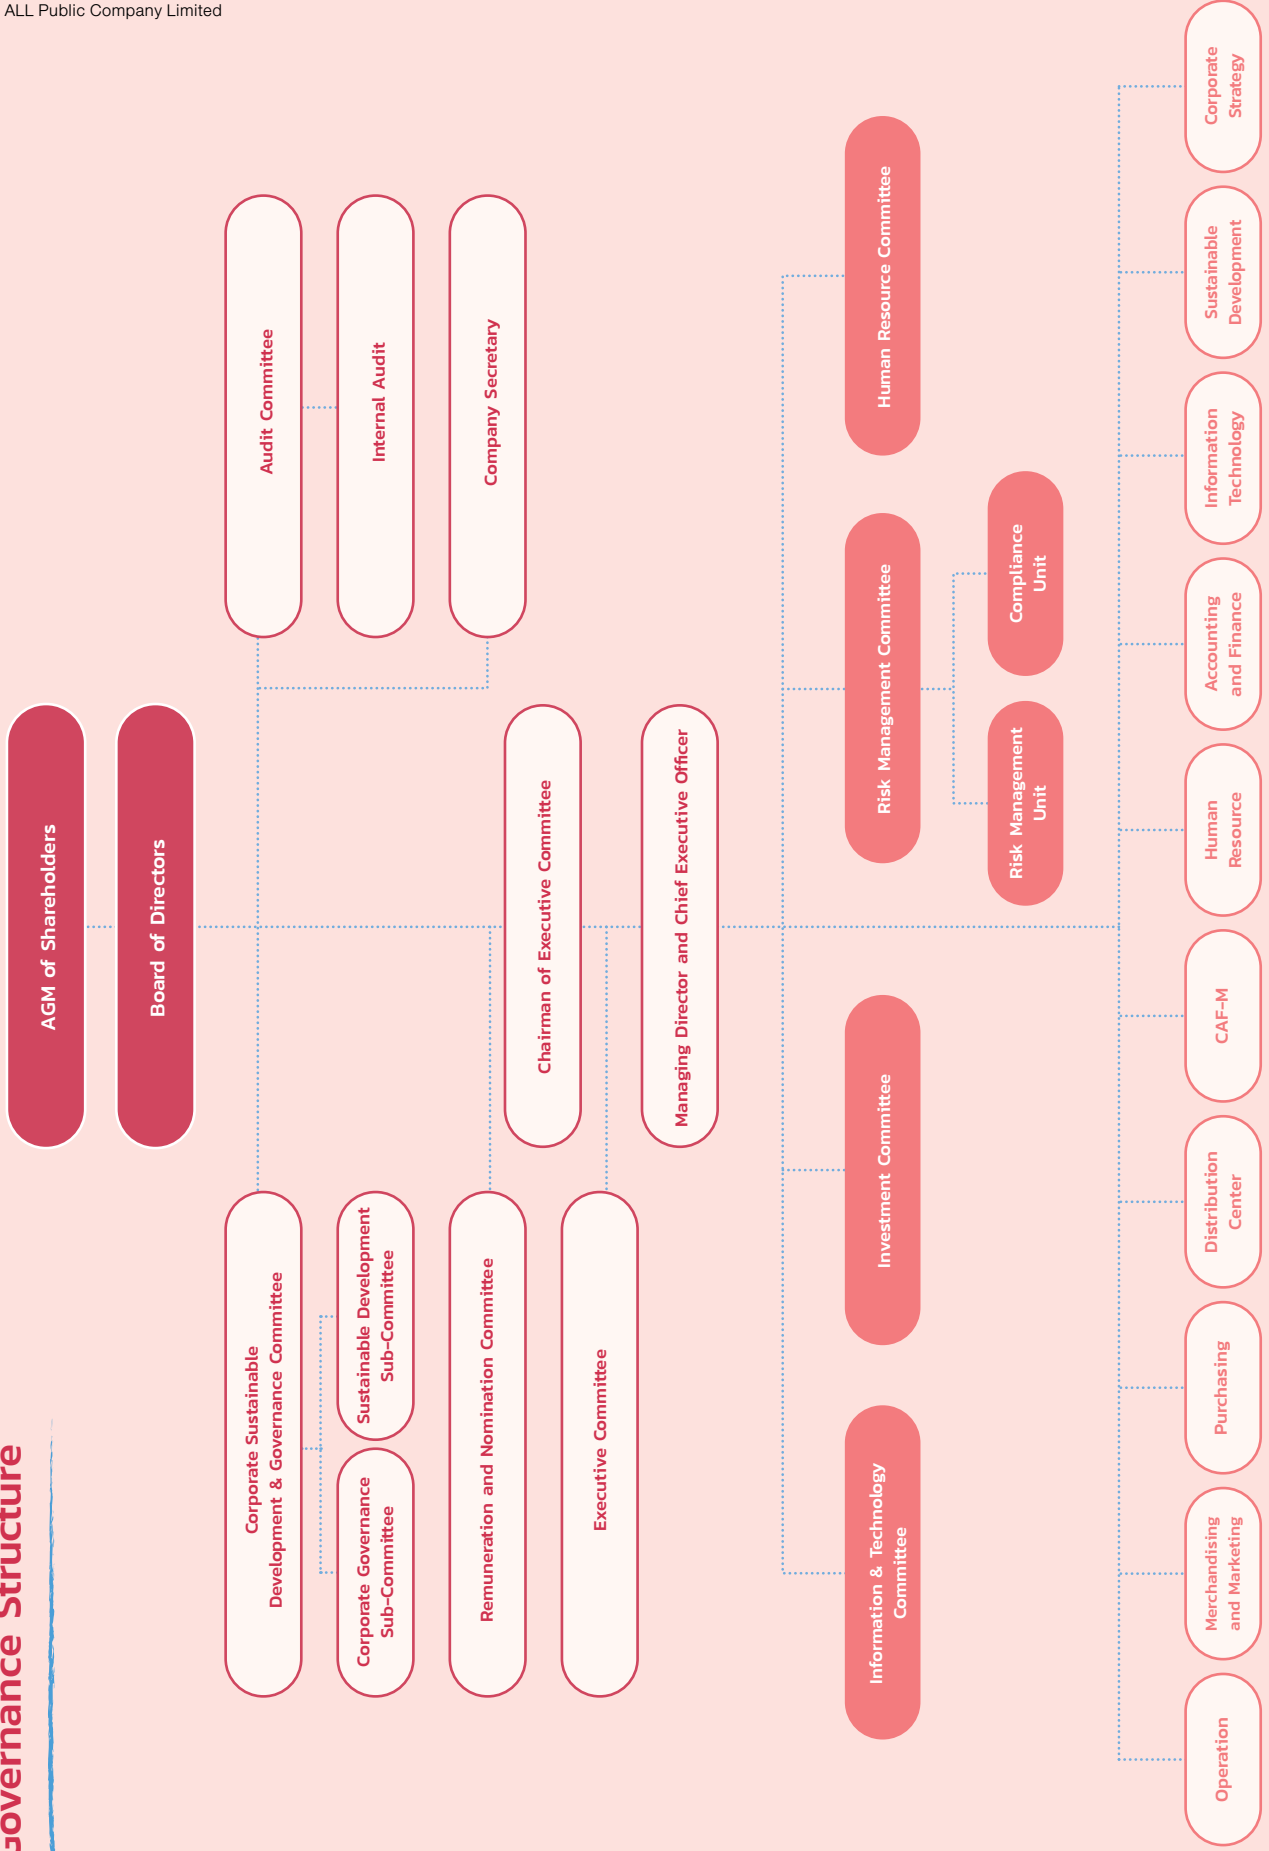 ALL Public Company Limited
Governance Structure
AGM of Shareholders
Board of Directors
Corporate Sustainable
Development & Governance Committee
Audit Committee
Corporate Governance
Sub-Committee
Sustainable Development
Sub-Committee
Internal Audit
Remuneration and Nomination Committee
Company Secretary
Chairman of Executive Committee
Executive Committee
Managing Director and Chief Executive Officer
Information & Technology
Committee
Investment Committee
Risk Management Committee
Human Resource Committee
Risk Management
Unit
Compliance
Unit
Operation
Merchandising
and Marketing
Purchasing
Distribution
Center
CAF-M
Human
Resource
Accounting
and Finance
Information
Technology
Sustainable
Development
Corporate
Strategy